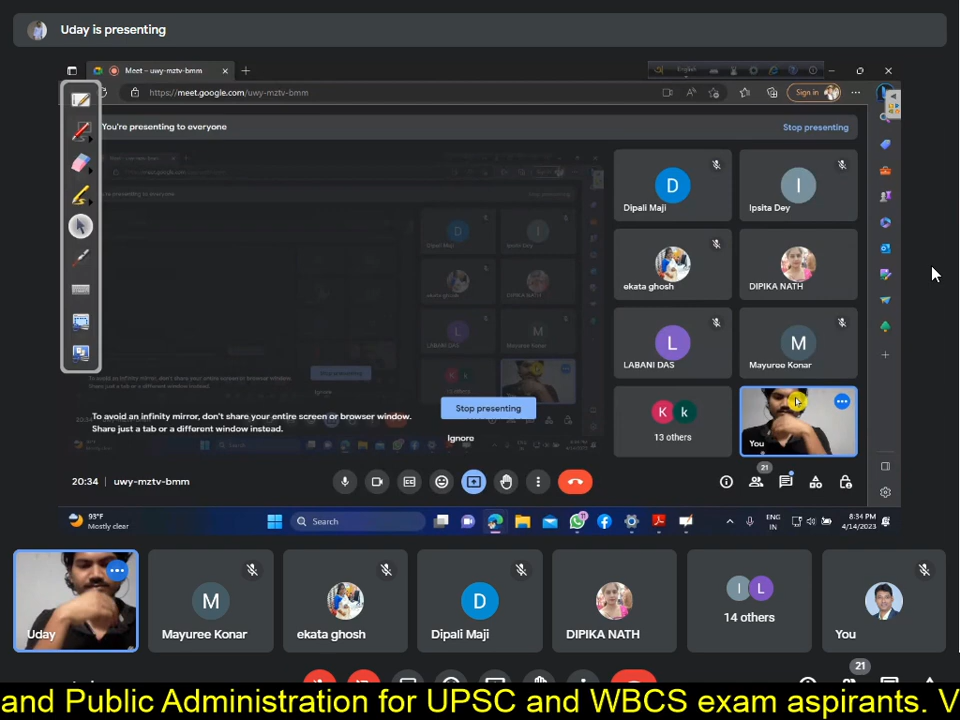 Uday is presenting
Meet – uwy-mztv-bmm
English
https://meet.google.com/uwy-mztv-bmm
Sign in
You're presenting to everyone
Stop presenting
D
Dipali Maji
I
Ipsita Dey
ekata ghosh
DIPIKA NATH
L
LABANI DAS
M
Mayuree Konar
K k
13 others
You
To avoid an infinity mirror, don't share your entire screen or browser window.
Share just a tab or a different window instead.
Stop presenting
Ignore
20:34 uwy-mztv-bmm
21
93°F
Mostly clear
Search
ENG
IN
8:34 PM
4/14/2023
Uday
M
Mayuree Konar
ekata ghosh
D
Dipali Maji
DIPIKA NATH
I L
14 others
You
21
and Public Administration for UPSC and WBCS exam aspirants. V